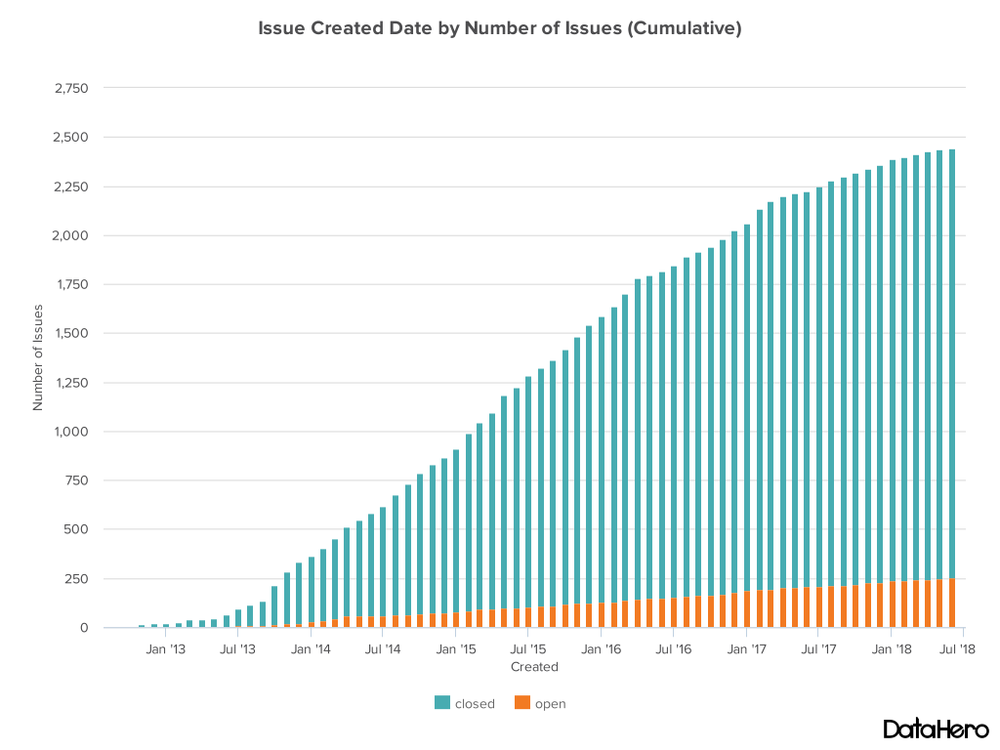 Issue Created Date by Number of Issues (Cumulative)
2,750
2,500
2,250
2,000
1,750
1,500
1,250
1,000
750
500
250
0
Number of Issues
Jan '13 Jul '13 Jan '14 Jul '14 Jan '15 Jul '15 Jan '16 Jul '16 Jan '17 Jul '17 Jan '18 Jul '18
Created
closed open
DataHero